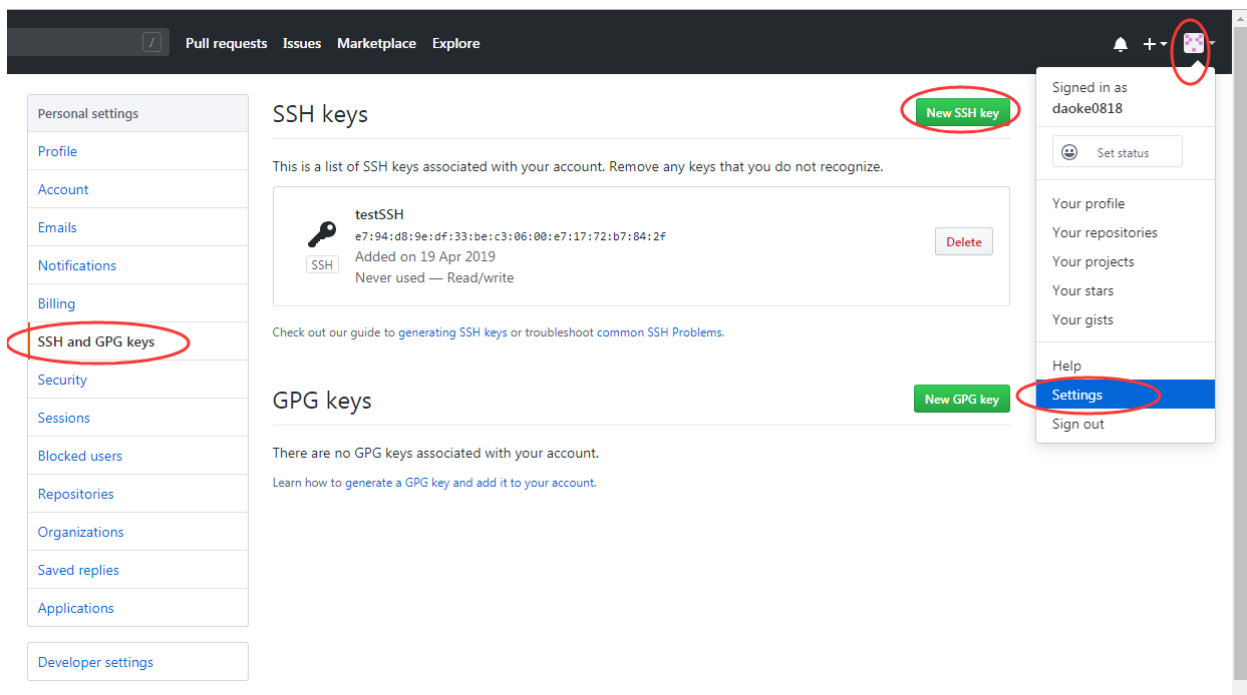 /
Pull requests Issues Marketplace Explore
Personal settings
Profile
Account
Emails
Notifications
Billing
SSH and GPG keys
Security
Sessions
Blocked users
Repositories
Organizations
Saved replies
Applications
Developer settings
SSH keys
New SSH key
This is a list of SSH keys associated with your account. Remove any keys that you do not recognize.
testSSH
e7:94:d8:9e:df:33:be:c3:06:00:e7:17:72:b7:84:2f
SSH
Added on 19 Apr 2019
Never used — Read/write
Delete
Check out our guide to generating SSH keys or troubleshoot common SSH Problems.
GPG keys
New GPG key
There are no GPG keys associated with your account.
Learn how to generate a GPG key and add it to your account.
Signed in as
daoke0818
Set status
Your profile
Your repositories
Your projects
Your stars
Your gists
Help
Settings
Sign out